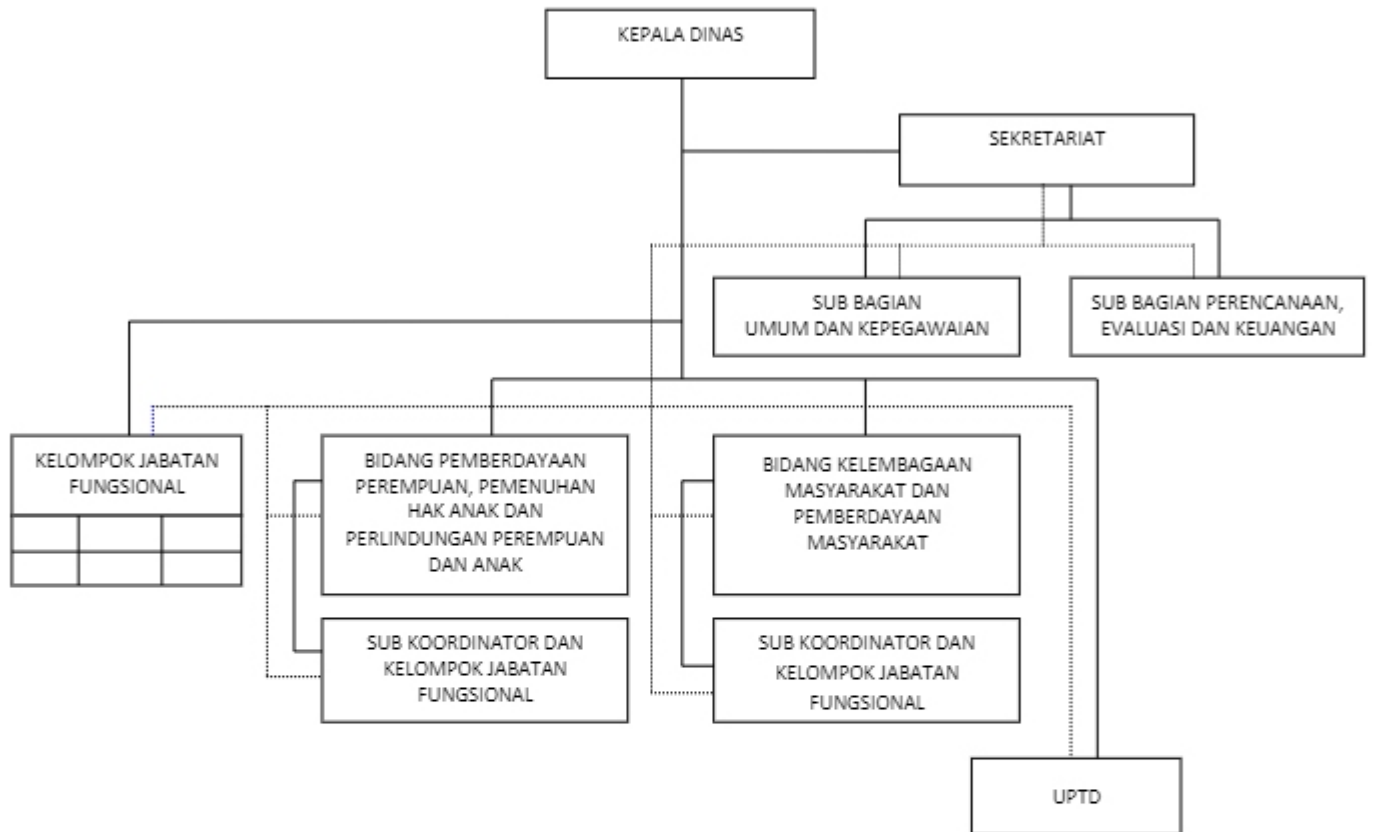 KEPALA DINAS
SEKRETARIAT
SUB BAGIAN
UMUM DAN KEPEGAWAIAN
SUB BAGIAN PERENCANAAN,
EVALUASI DAN KEUANGAN
KELOMPOK JABATAN
FUNGSIONAL
BIDANG PEMBERDAYAAN
PEREMPUAN, PEMENUHAN
HAK ANAK DAN
PERLINDUNGAN PEREMPUAN
DAN ANAK
BIDANG KELEMBAGAAN
MASYARAKAT DAN
PEMBERDAYAAN
MASYARAKAT
SUB KOORDINATOR DAN
KELOMPOK JABATAN
FUNGSIONAL
SUB KOORDINATOR DAN
KELOMPOK JABATAN
FUNGSIONAL
UPTD